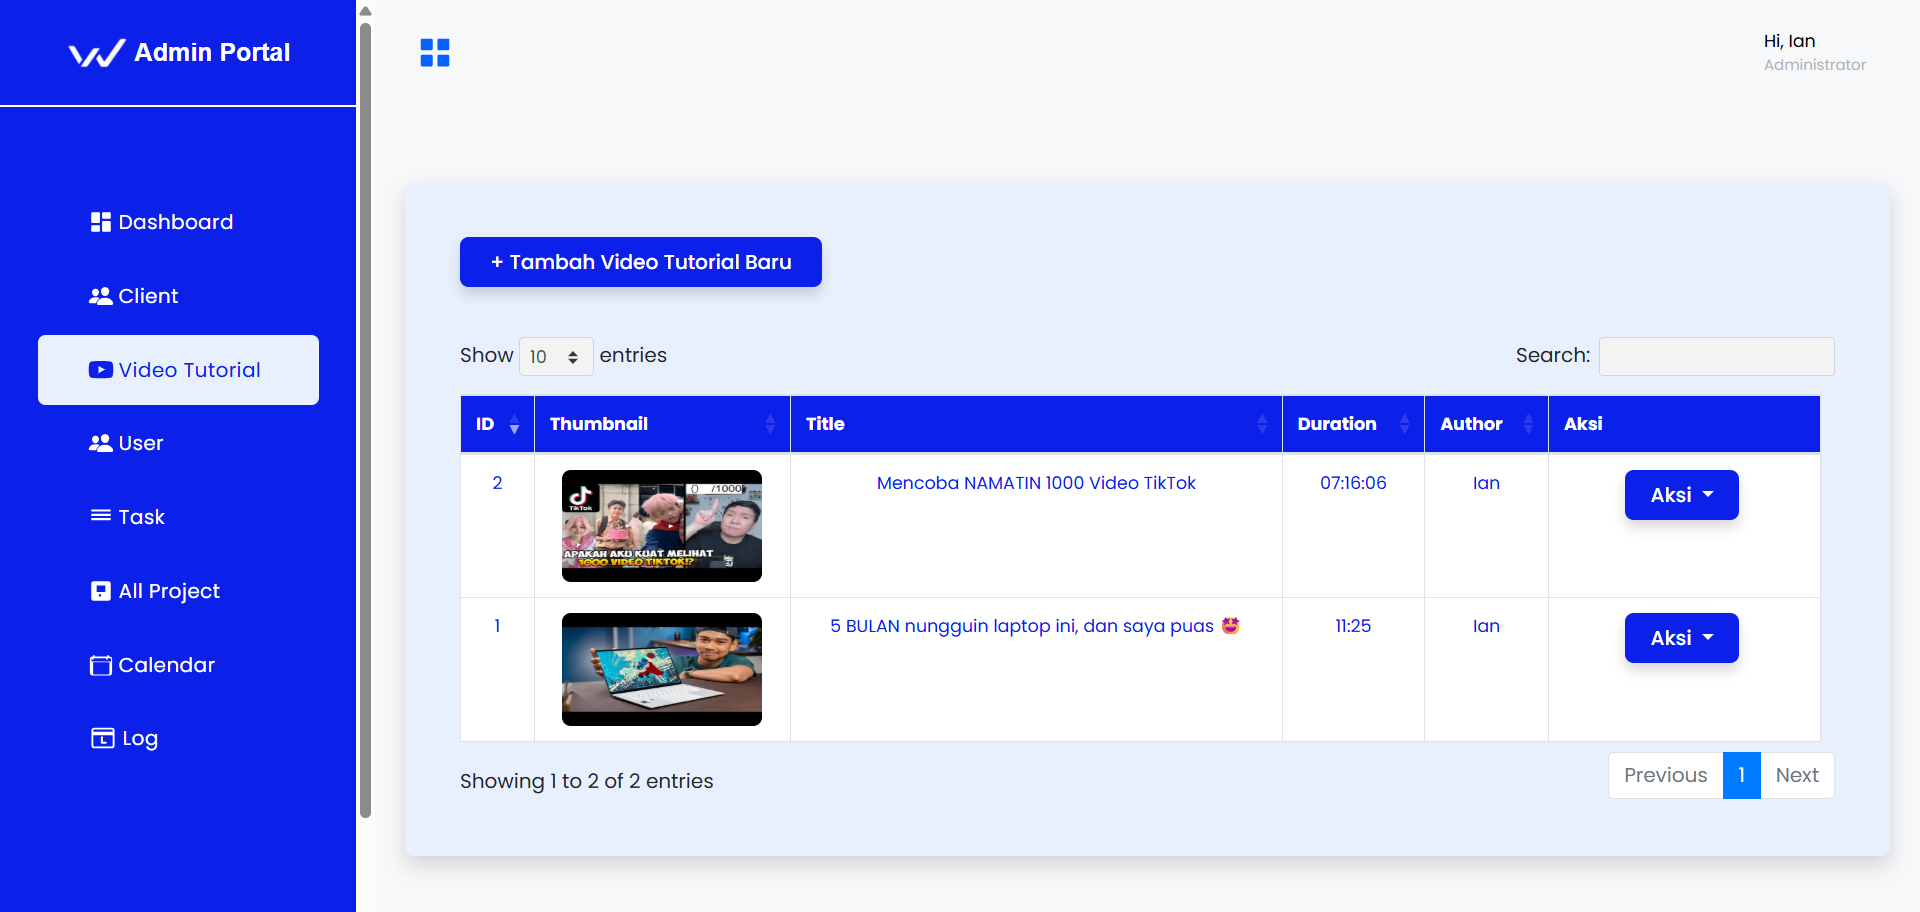 Admin Portal
Hi, Ian
Administrator
Dashboard
Client
Video Tutorial
User
Task
All Project
Calendar
Log
+ Tambah Video Tutorial Baru
Show 10 entries
Search:
ID Thumbnail Title Duration Author Aksi
2 Mencoba NAMATIN 1000 Video TikTok 07:16:06 Ian Aksi
TikTok
0 /1000
APAKAH AKU KUAT MELIHAT
1000 VIDEO TIKTOK!?
1 5 BULAN nungguin laptop ini, dan saya puas 🤩 11:25 Ian Aksi
Showing 1 to 2 of 2 entries
Previous 1 Next